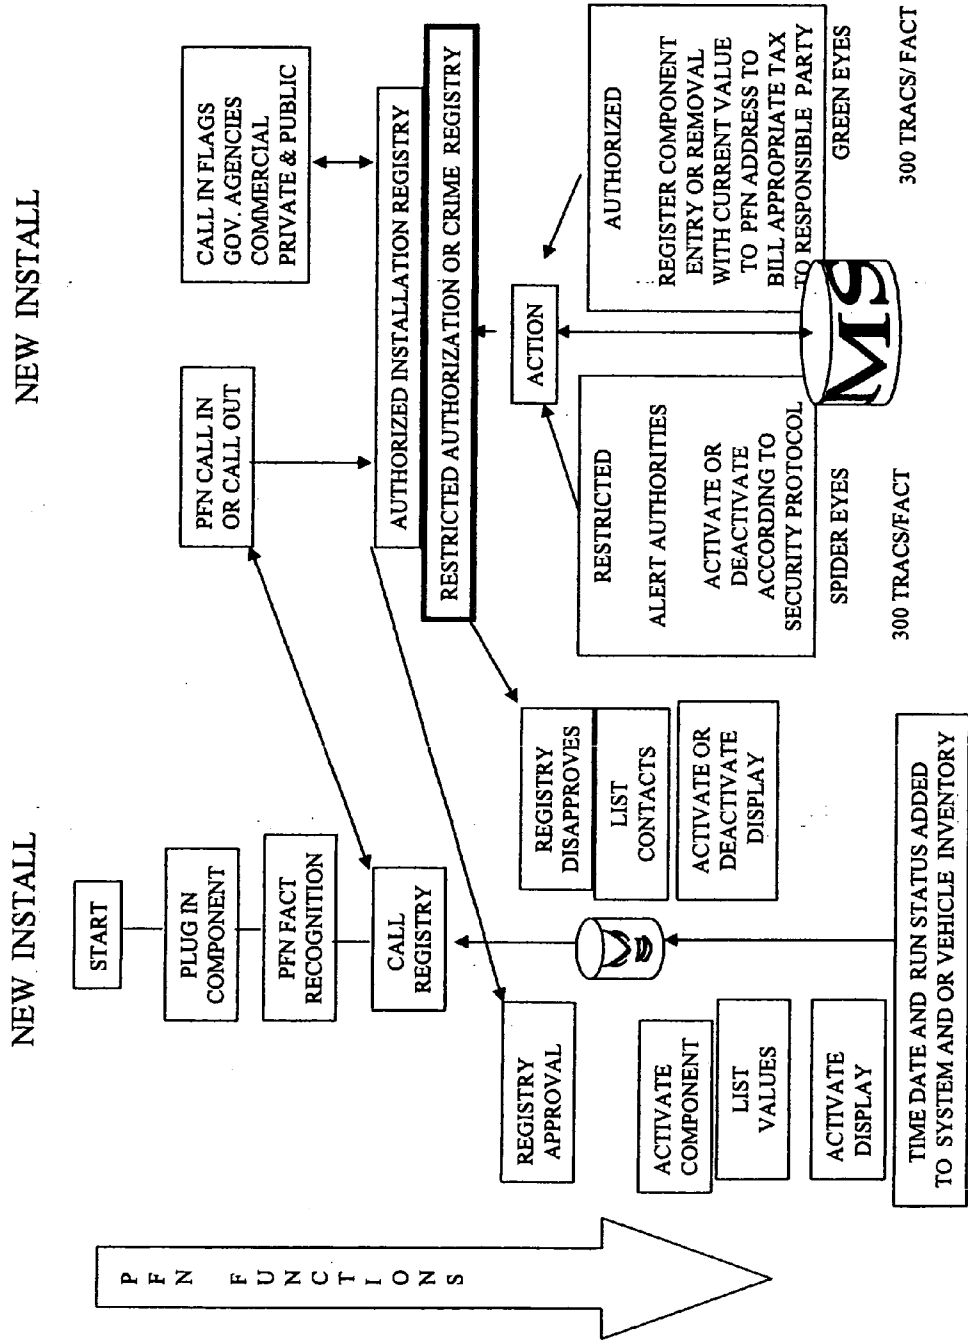 NEW INSTALL
NEW INSTALL
PFN FUNCTIONS
START
PLUG IN
COMPONENT
PFN FACT
RECOGNITION
CALL
REGISTRY
PFN CALL IN
OR CALL OUT
CALL IN FLAGS
GOV. AGENCIES
COMMERCIAL
PRIVATE & PUBLIC
AUTHORIZED INSTALLATION REGISTRY
RESTRICTED AUTHORIZATION OR CRIME REGISTRY
REGISTRY
APPROVAL
ACTIVATE
COMPONENT
LIST
VALUES
ACTIVATE
DISPLAY
REGISTRY
DISAPPROVES
LIST
CONTACTS
ACTIVATE OR
DEACTIVATE
DISPLAY
TIME DATE AND RUN STATUS ADDED
TO SYSTEM AND OR VEHICLE INVENTORY
ACTION
RESTRICTED
ALERT AUTHORITIES
ACTIVATE OR
DEACTIVATE
ACCORDING TO
SECURITY PROTOCOL
SPIDER EYES
300 TRACS/FACT
AUTHORIZED
REGISTER COMPONENT
ENTRY OR REMOVAL
WITH CURRENT VALUE
TO PFN ADDRESS TO
BILL APPROPRIATE TAX
TO RESPONSIBLE PARTY
GREEN EYES
300 TRACS/ FACT
MS